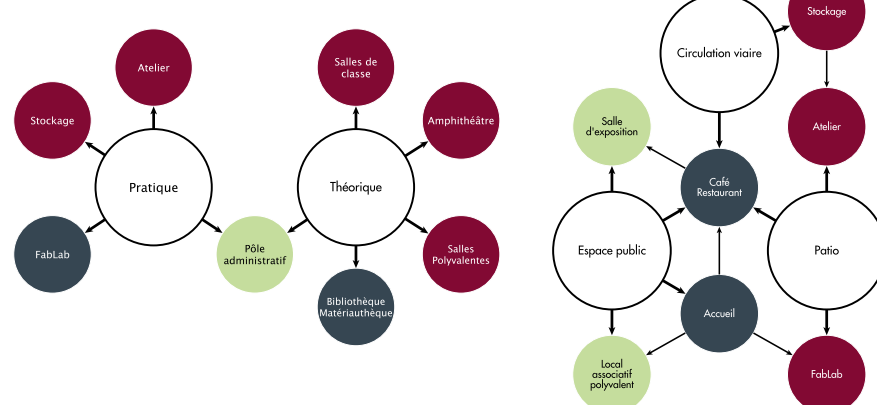 Atelier
Stockage
Pratique
FabLab
Pôle
administratif
Salles de
classe
Amphithéâtre
Théorique
Salles
Polyvalentes
Bibliothèque
Matériauthèque
Stockage
Circulation viaire
Salle
d'exposition
Atelier
Café
Restaurant
Espace public
Patio
Accueil
Local
associatif
polyvalent
FabLab